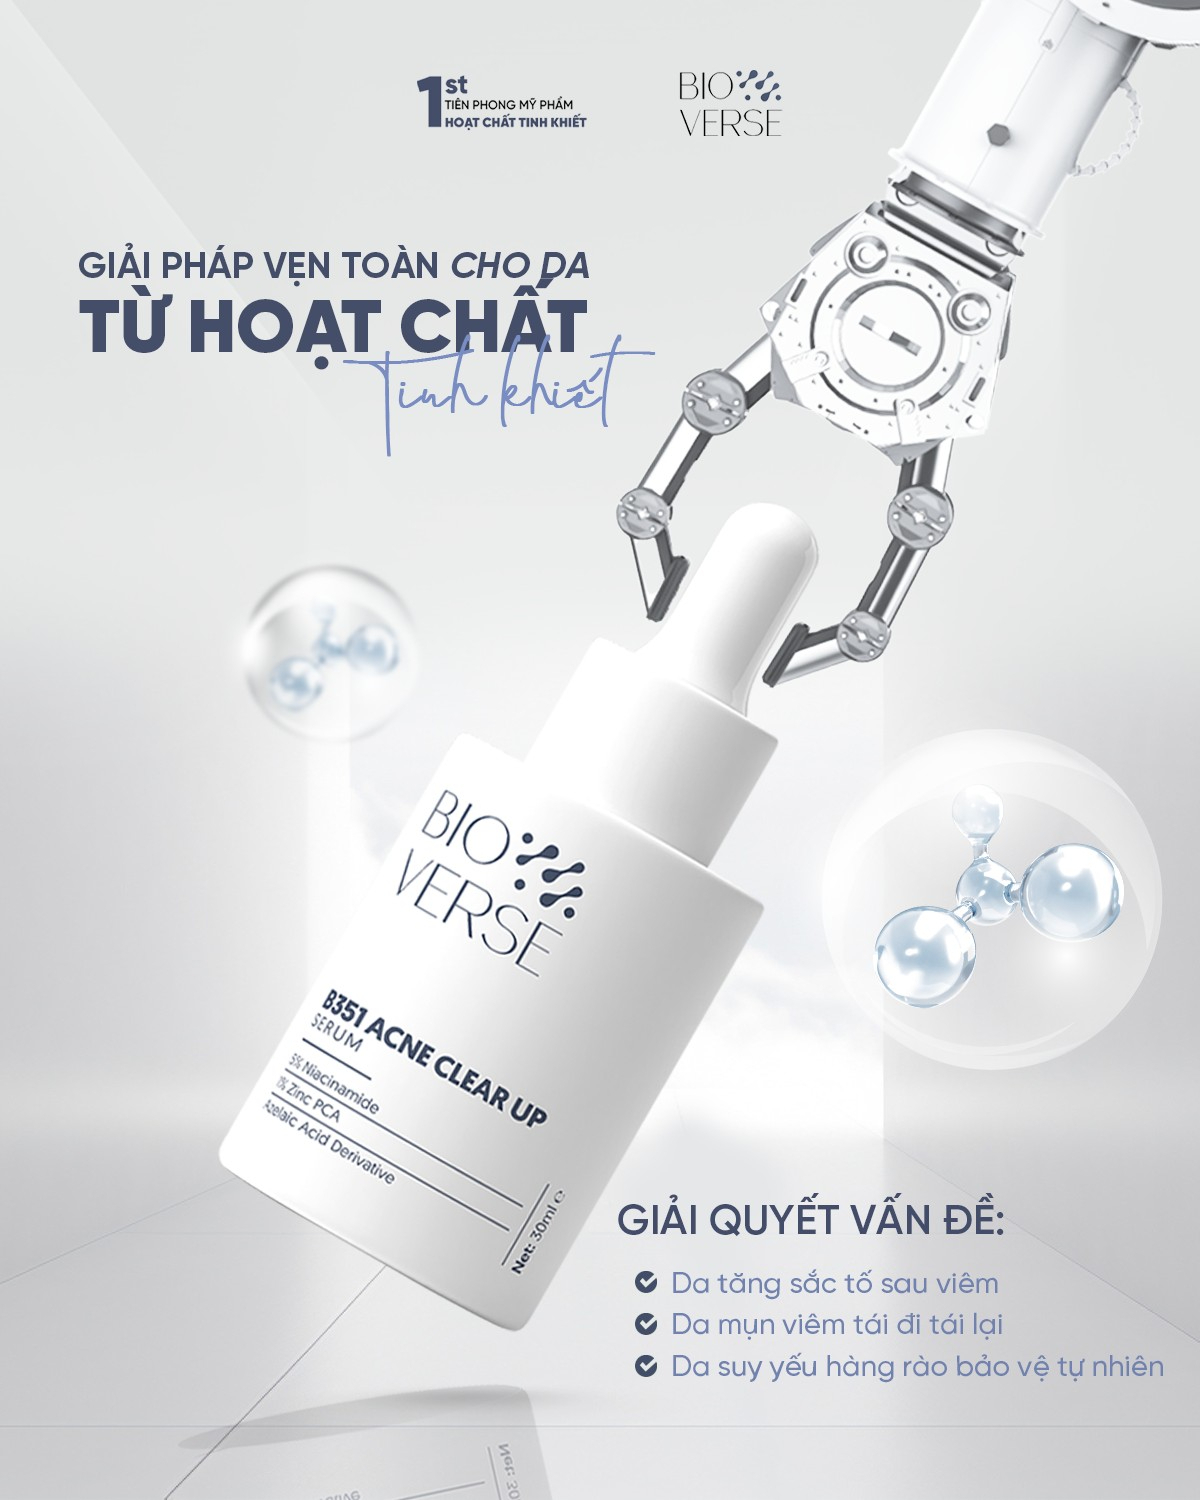 1st
TIÊN PHONG MỸ PHẨM
HOẠT CHẤT TINH KHIẾT
BIO
VERSE
GIẢI PHÁP VẸN TOÀN CHO DA
TỪ HOẠT CHẤT
Tinh khiết
BIO
VERSE
B351 ACNE CLEAR UP
SERUM
5% Niacinamide
1% Zinc PCA
Azelaic Acid Derivative
Net: 30ml e
GIẢI QUYẾT VẤN ĐỀ:
Da tăng sắc tố sau viêm
Da mụn viêm tái đi tái lại
Da suy yếu hàng rào bảo vệ tự nhiên
Net: 30